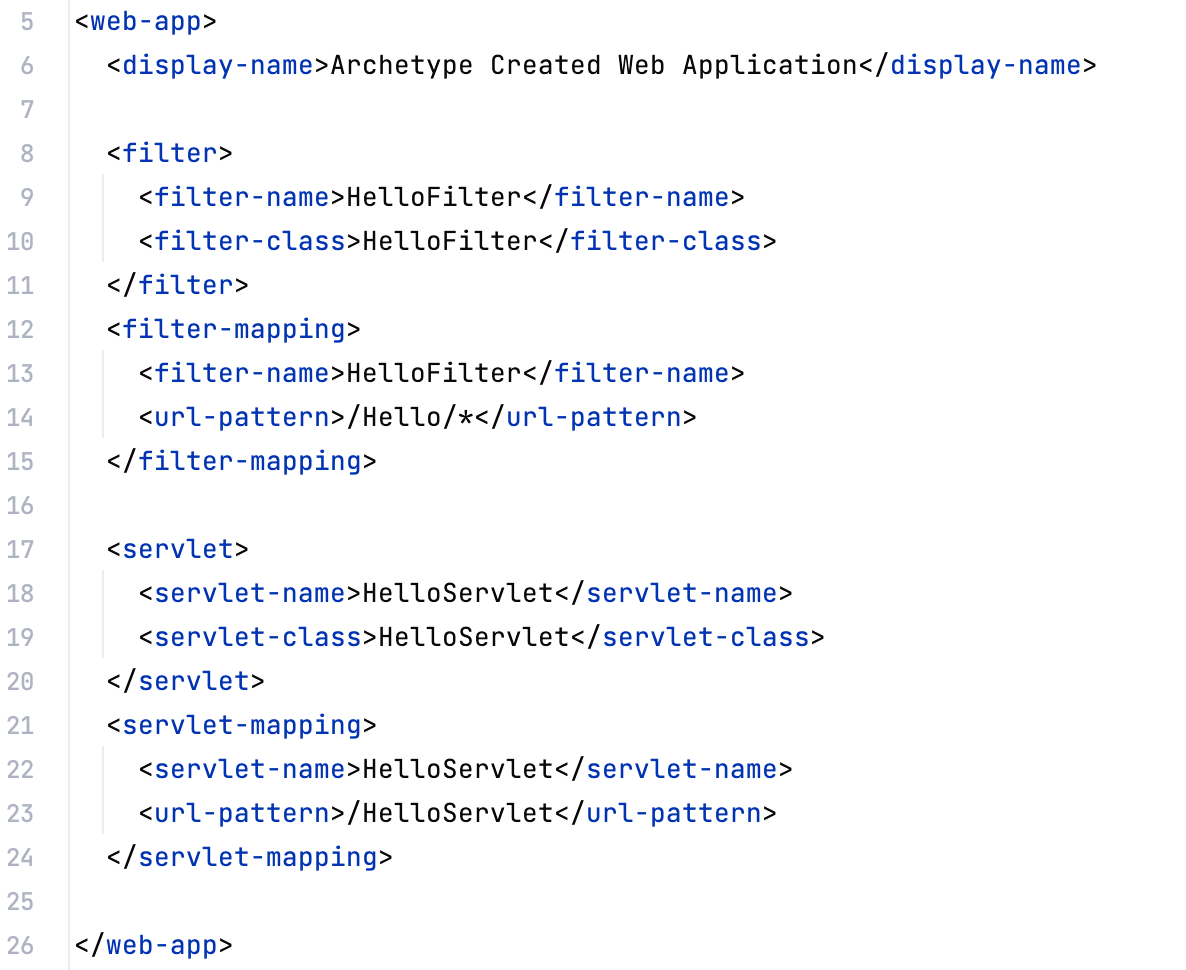 5 <web-app>
6   <display-name>Archetype Created Web Application</display-name>
7
8   <filter>
9     <filter-name>HelloFilter</filter-name>
10     <filter-class>HelloFilter</filter-class>
11   </filter>
12   <filter-mapping>
13     <filter-name>HelloFilter</filter-name>
14     <url-pattern>/Hello/*</url-pattern>
15   </filter-mapping>
16
17   <servlet>
18     <servlet-name>HelloServlet</servlet-name>
19     <servlet-class>HelloServlet</servlet-class>
20   </servlet>
21   <servlet-mapping>
22     <servlet-name>HelloServlet</servlet-name>
23     <url-pattern>/HelloServlet</url-pattern>
24   </servlet-mapping>
25
26 </web-app>